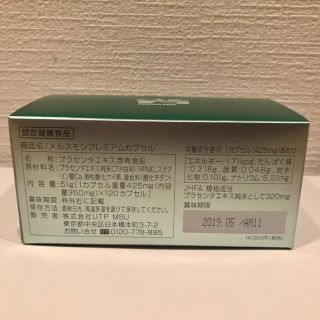 認定健康食品
商品名/メルスモンプレミアムカプセル
名 称:プラセンタエキス含有食品
原材料名:プラセンタエキス純末(ブタ由来)、HPMC、ステア
リン酸Ca、微粒酸化ケイ素、着色料(酸化チタン)
内容量:51g(1カプセル重量425mg(内容
量350mg)×120カプセル)
賞味期限:枠外右に記載
保存方法:直射日光、高温多湿を避けて保存してください。
販売者:株式会社UTP MSU
東京都中央区日本橋本町3-7-2
お問い合わせ 0120-778-885
栄養成分表示(1カプセル(425mg)あたり)
エネルギー:1.71kcal、たんぱく質
0.218g、脂質 0.048g、炭水
化物:0.101g、ナトリウム:5.21mg
JHFA 規格成分
プラセンタエキス純末として320mg
賞味期限
2019.05 /AM11
14,000円(税別)